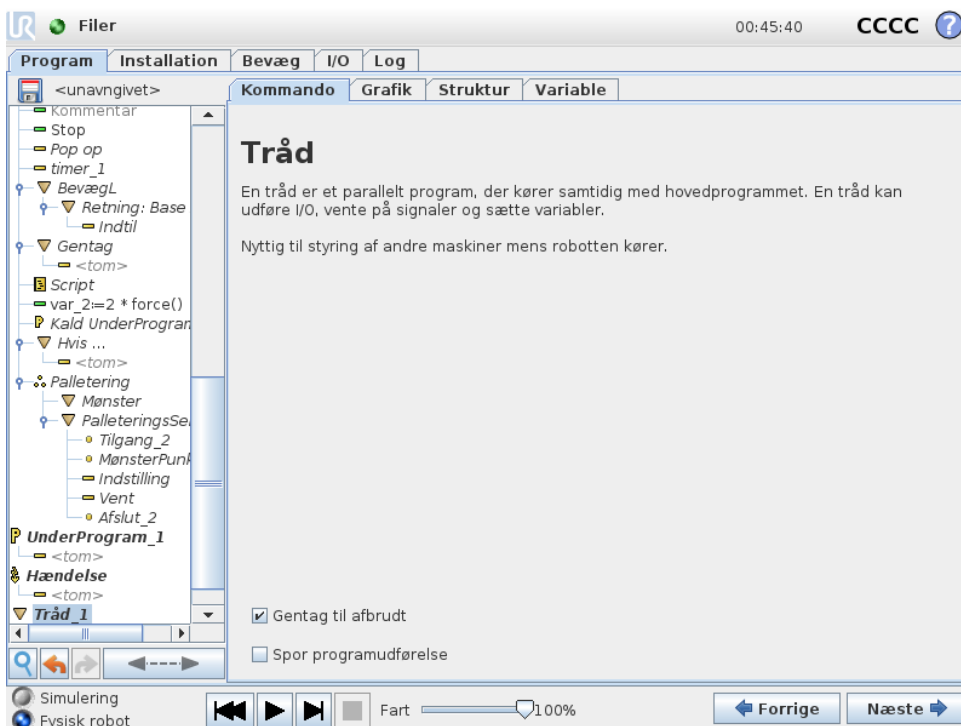 UR Filer 00:45:40 CCCC ?
Program Installation Bevæg I/O Log
<unavngivet>
Kommando Grafik Struktur Variable
Kommentar
Stop
Pop op
timer_1
BevægL
Retning: Base
Indtil
Gentag
<tom>
Script
var_2:=2 * force()
Kald UnderProgram
Hvis ...
<tom>
Palletering
Mønster
PalleteringsSe
Tilgang_2
MønsterPunk
Indstilling
Vent
Afslut_2
UnderProgram_1
<tom>
Hændelse
<tom>
Tråd_1
Tråd
En tråd er et parallelt program, der kører samtidig med hovedprogrammet. En tråd kan
udføre I/O, vente på signaler og sætte variabler.
Nyttig til styring af andre maskiner mens robotten kører.
Gentag til afbrudt
Spor programudførelse
Simulering
Fysisk robot
Fart 100%
Forrige Næste